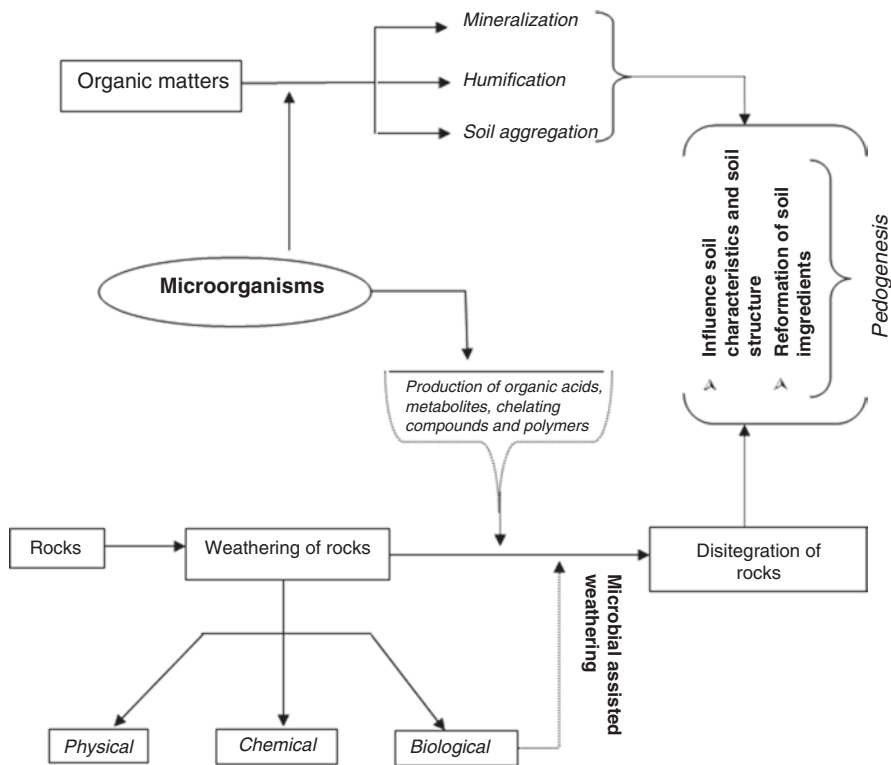 Mineralization
Organic matters
Humification
Soil aggregation
Influence soil
characteristics and soil
structure
Reformation of soil
imgredients
Pedogenesis
Microorganisms
Production of organic acids,
metabolites, chelating
compounds and polymers
Rocks
Weathering of rocks
Disitegration of
rocks
Microbial assisted
weathering
Physical
Chemical
Biological